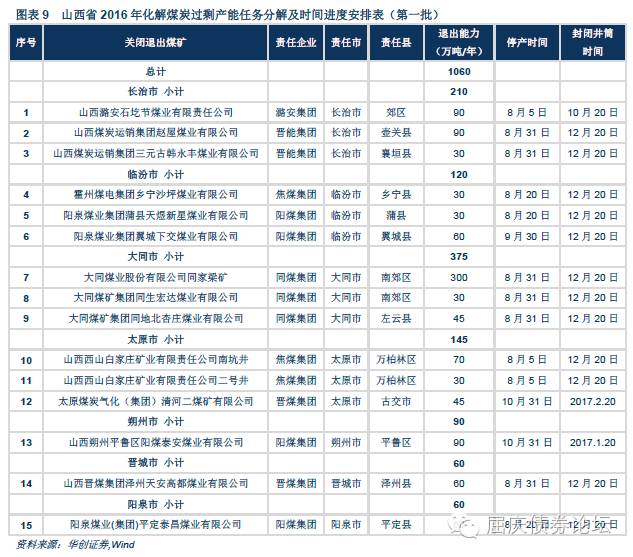 图表 9 山西省 2016 年化解煤炭过剩产能任务分解及时间进度安排表（第一批）
序号 关闭退出煤矿 责任企业 责任市 责任县 退出能力（万吨/年） 停产时间 封闭井筒时间
总计 1060
长治市 小计 210
1 山西潞安石圪节煤业有限责任公司 潞安集团 长治市 郊区 90 8 月 5 日 10 月 20 日
2 山西煤炭运销集团赵屋煤业有限公司 晋能集团 长治市 壶关县 90 8 月 31 日 12 月 20 日
3 山西煤炭运销集团三元古韩永丰煤业有限公司 晋能集团 长治市 襄垣县 30 8 月 31 日 12 月 20 日
临汾市 小计 120
4 霍州煤电集团乡宁沙坪煤业有限公司 焦煤集团 临汾市 乡宁县 30 8 月 20 日 12 月 20 日
5 阳泉煤业集团蒲县天煜新星煤业有限公司 阳煤集团 临汾市 蒲县 30 8 月 20 日 12 月 20 日
6 阳泉煤业集团翼城下交煤业有限公司 阳煤集团 临汾市 翼城县 60 9 月 30 日 12 月 20 日
大同市 小计 375
7 大同煤业股份有限公司同家梁矿 同煤集团 大同市 南郊区 300 8 月 31 日 12 月 20 日
8 大同煤矿集团同生宏达煤业有限公司 同煤集团 大同市 南郊区 30 8 月 31 日 12 月 20 日
9 大同煤矿集团同地北杏庄煤业有限公司 同煤集团 大同市 左云县 45 8 月 31 日 12 月 20 日
太原市 小计 145
10 山西西山白家庄矿业有限责任公司南坑井 焦煤集团 太原市 万柏林区 70 8 月 5 日 12 月 20 日
11 山西西山白家庄矿业有限责任公司二号井 焦煤集团 太原市 万柏林区 30 8 月 5 日 12 月 20 日
12 太原煤炭气化（集团）清河二煤矿有限公司 晋煤集团 太原市 古交市 45 10 月 31 日 2017.2.20
朔州市 小计 90
13 山西朔州平鲁区阳煤泰安煤业有限公司 阳煤集团 朔州市 平鲁区 90 10 月 31 日 2017.1.20
晋城市 小计 60
14 山西晋煤集团泽州天安高都煤业有限公司 晋煤集团 晋城市 泽州县 60 8 月 31 日 12 月 20 日
阳泉市 小计 60
15 阳泉煤业(集团)平定泰昌煤业有限公司 阳煤集团 阳泉市 平定县 60 8 月 20 日 12 月 20 日
屈庆债券论坛
资料来源：华创证券,Wind